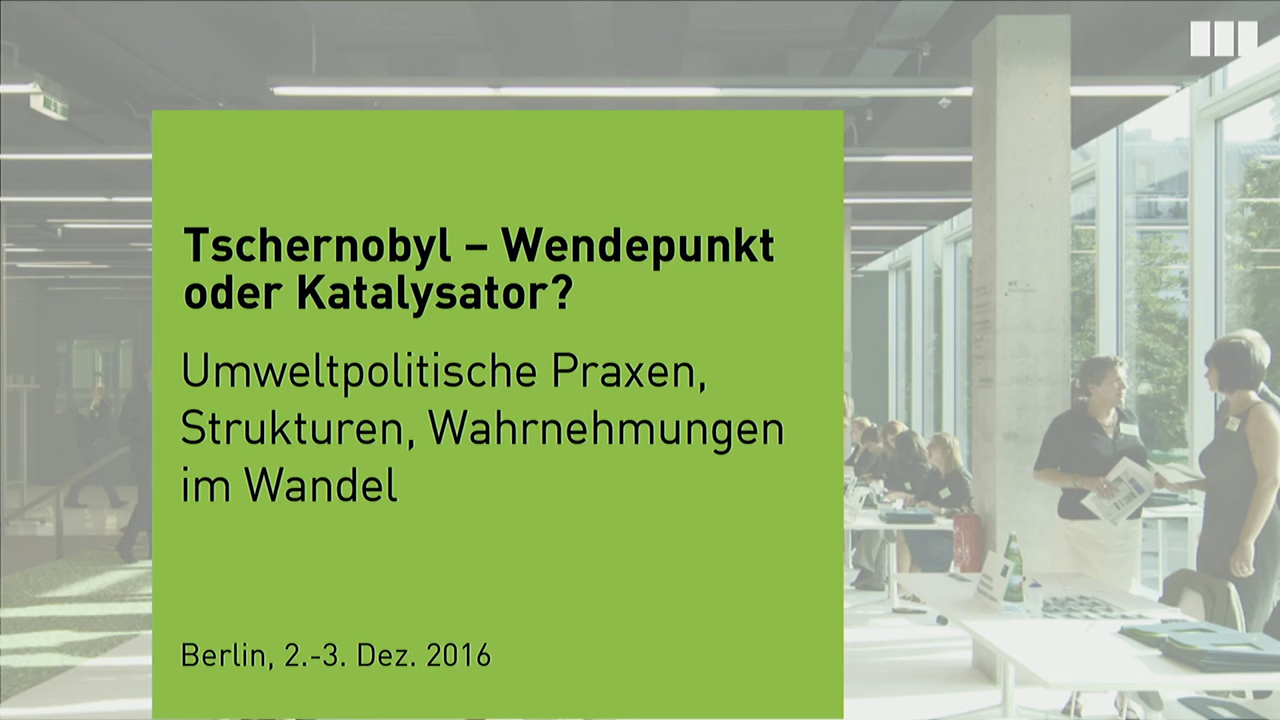 Tschernobyl – Wendepunkt
oder Katalysator?
Umweltpolitische Praxen,
Strukturen, Wahrnehmungen
im Wandel
Berlin, 2.-3. Dez. 2016